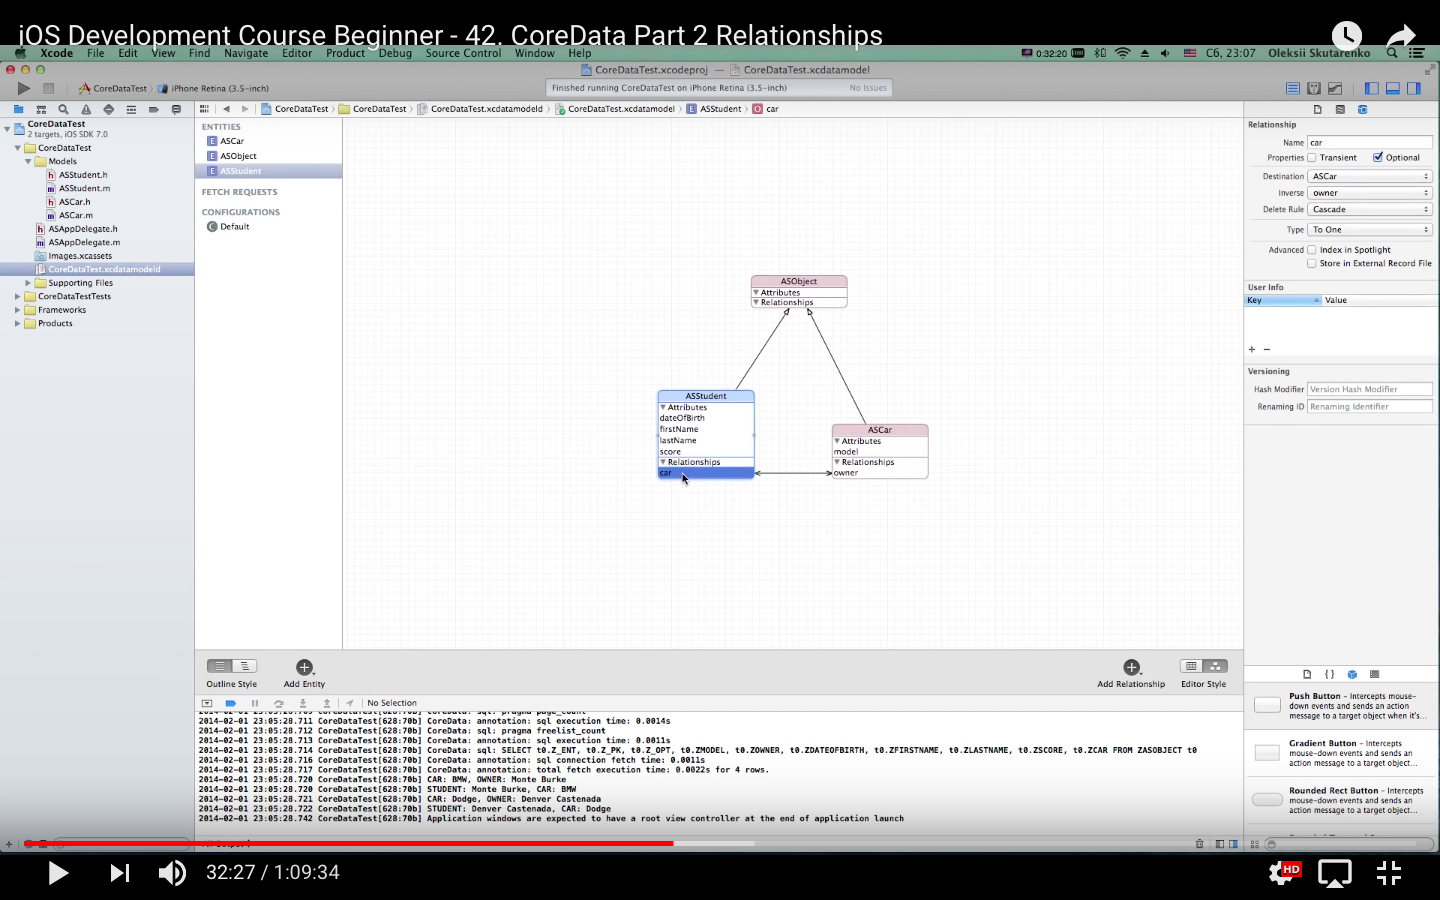 iOS Development Course Beginner - 42. CoreData Part 2 Relationships
Xcode File Edit View Find Navigate Editor Product Debug Source Control Window Help 0:32:20 Сб, 23:07 Oleksii Skutarenko
CoreDataTest.xcodeproj — CoreDataTest.xcdatamodel
CoreDataTest iPhone Retina (3.5-inch) Finished running CoreDataTest on iPhone Retina (3.5-inch) No Issues
CoreDataTest CoreDataTest CoreDataTest.xcdatamodeld CoreDataTest.xcdatamodel E ASStudent car
CoreDataTest
2 targets, iOS SDK 7.0
CoreDataTest
Models
h ASStudent.h
m ASStudent.m
h ASCar.h
m ASCar.m
h ASAppDelegate.h
m ASAppDelegate.m
Images.xcassets
CoreDataTest.xcdatamodeld
Supporting Files
CoreDataTestTests
Frameworks
Products
ENTITIES
E ASCar
E ASObject
E ASStudent
FETCH REQUESTS
CONFIGURATIONS
C Default
ASObject
Attributes
Relationships
ASStudent
Attributes
dateOfBirth
firstName
lastName
score
Relationships
car
ASCar
Attributes
model
Relationships
owner
Relationship
Name car
Properties Transient Optional
Destination ASCar
Inverse owner
Delete Rule Cascade
Type To One
Advanced Index in Spotlight
Store in External Record File
User Info
Key Value
+ −
Versioning
Hash Modifier Version Hash Modifier
Renaming ID Renaming Identifier
Outline Style Add Entity Add Relationship Editor Style
No Selection
2014-02-01 23:05:28.711 CoreDataTest[628:70b] CoreData: annotation: sql execution time: 0.0014s
2014-02-01 23:05:28.712 CoreDataTest[628:70b] CoreData: sql: pragma freelist_count
2014-02-01 23:05:28.713 CoreDataTest[628:70b] CoreData: annotation: sql execution time: 0.0011s
2014-02-01 23:05:28.714 CoreDataTest[628:70b] CoreData: sql: SELECT t0.Z_ENT, t0.Z_PK, t0.Z_OPT, t0.ZMODEL, t0.ZOWNER, t0.ZDATEOFBIRTH, t0.ZFIRSTNAME, t0.ZLASTNAME, t0.ZSCORE, t0.ZCAR FROM ZASOBJECT t0
2014-02-01 23:05:28.716 CoreDataTest[628:70b] CoreData: annotation: sql connection fetch time: 0.0011s
2014-02-01 23:05:28.717 CoreDataTest[628:70b] CoreData: annotation: total fetch execution time: 0.0022s for 4 rows.
2014-02-01 23:05:28.720 CoreDataTest[628:70b] CAR: BMW, OWNER: Monte Burke
2014-02-01 23:05:28.720 CoreDataTest[628:70b] STUDENT: Monte Burke, CAR: BMW
2014-02-01 23:05:28.721 CoreDataTest[628:70b] CAR: Dodge, OWNER: Denver Castenada
2014-02-01 23:05:28.722 CoreDataTest[628:70b] STUDENT: Denver Castenada, CAR: Dodge
2014-02-01 23:05:28.742 CoreDataTest[628:70b] Application windows are expected to have a root view controller at the end of application launch
Push Button - Intercepts mouse-
down events and sends an action
message to a target object when it's...
Gradient Button - Intercepts
mouse-down events and sends an
action message to a target object...
Rounded Rect Button - Intercepts
mouse-down events and sends an
action message to a target object...
32:27 / 1:09:34 HD